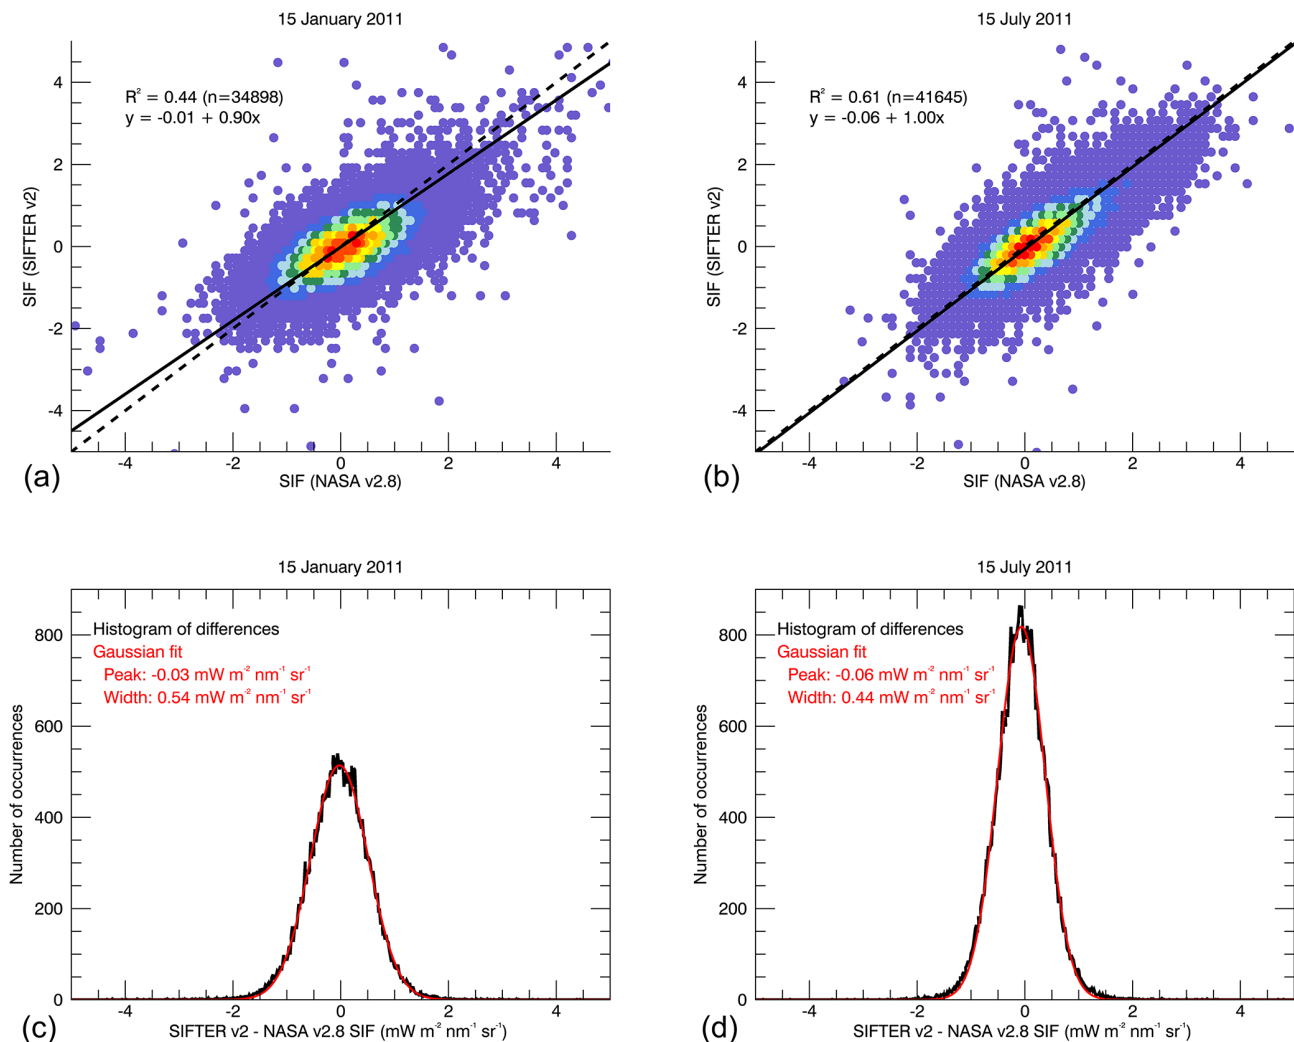 15 January 2011
R² = 0.44 (n=34898)
y = -0.01 + 0.90x
SIF (SIFTER v2)
4
2
0
-2
-4
-4 -2 0 2 4
SIF (NASA v2.8)
(a)
15 July 2011
R² = 0.61 (n=41645)
y = -0.06 + 1.00x
SIF (SIFTER v2)
4
2
0
-2
-4
-4 -2 0 2 4
SIF (NASA v2.8)
(b)
15 January 2011
Histogram of differences
Gaussian fit
Peak: -0.03 mW m⁻² nm⁻¹ sr⁻¹
Width: 0.54 mW m⁻² nm⁻¹ sr⁻¹
Number of occurrences
800
600
400
200
0
-4 -2 0 2 4
SIFTER v2 - NASA v2.8 SIF (mW m⁻² nm⁻¹ sr⁻¹)
(c)
15 July 2011
Histogram of differences
Gaussian fit
Peak: -0.06 mW m⁻² nm⁻¹ sr⁻¹
Width: 0.44 mW m⁻² nm⁻¹ sr⁻¹
Number of occurrences
800
600
400
200
0
-4 -2 0 2 4
SIFTER v2 - NASA v2.8 SIF (mW m⁻² nm⁻¹ sr⁻¹)
(d)